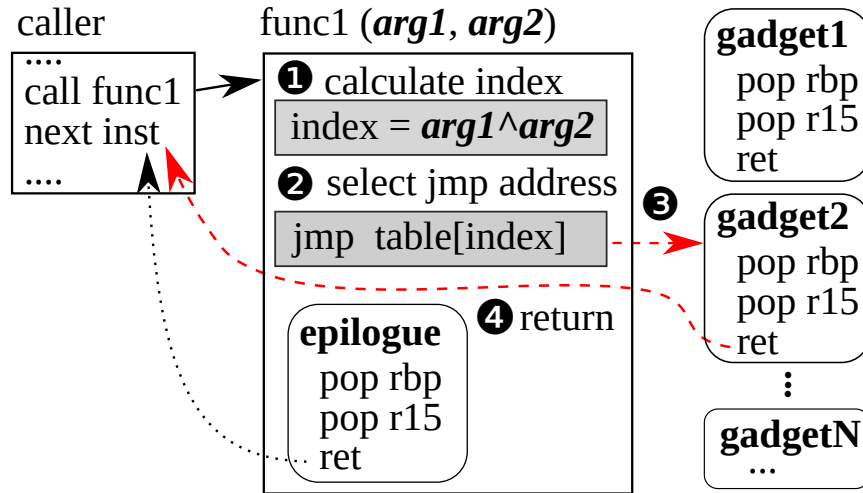 caller
....
call func1
next inst
....
func1 (arg1, arg2)
❶ calculate index
index = arg1^arg2
❷ select jmp address
jmp table[index]
❸
❹ return
epilogue
pop rbp
pop r15
ret
gadget1
pop rbp
pop r15
ret
gadget2
pop rbp
pop r15
ret
⋮
gadgetN
...